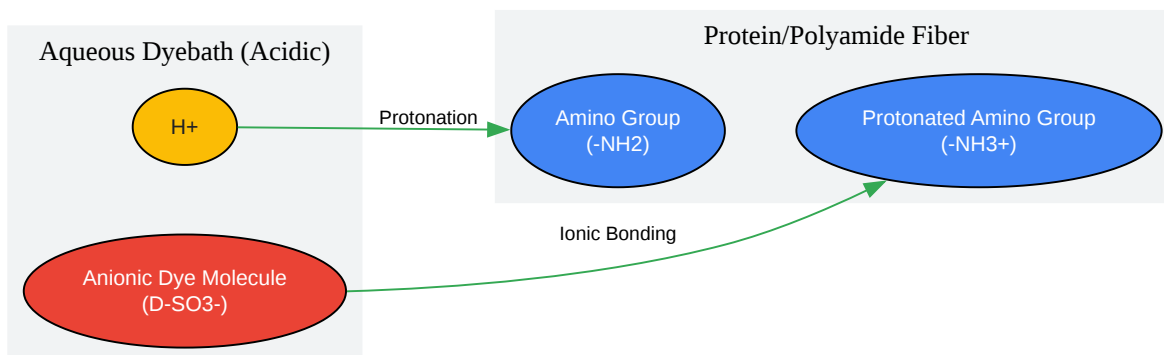 Aqueous Dyebath (Acidic)
H+
Anionic Dye Molecule
(D-SO3-)
Protonation
Ionic Bonding
Protein/Polyamide Fiber
Amino Group
(-NH2)
Protonated Amino Group
(-NH3+)